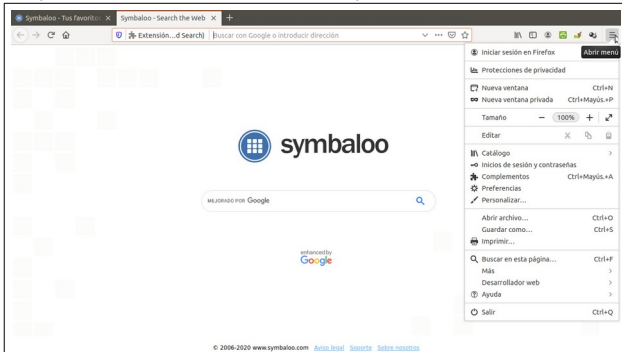 Symbaloo - Tus favoritos
Symbaloo - Search the Web
Extensión...d Search)
Buscar con Google o introducir dirección
Abrir menú
Iniciar sesión en Firefox
Protecciones de privacidad
Nueva ventana Ctrl+N
Nueva ventana privada Ctrl+Mayús.+P
Tamaño − 100% +
Editar
Catálogo >
Inicios de sesión y contraseñas
Complementos Ctrl+Mayús.+A
Preferencias
Personalizar...
Abrir archivo... Ctrl+O
Guardar como... Ctrl+S
Imprimir...
Buscar en esta página... Ctrl+F
Más >
Desarrollador web >
Ayuda >
Salir Ctrl+Q
symbaloo
MEJORADO POR Google
enhanced by
Google
© 2006-2020 www.symbaloo.com Aviso legal Soporte Sobre nosotros